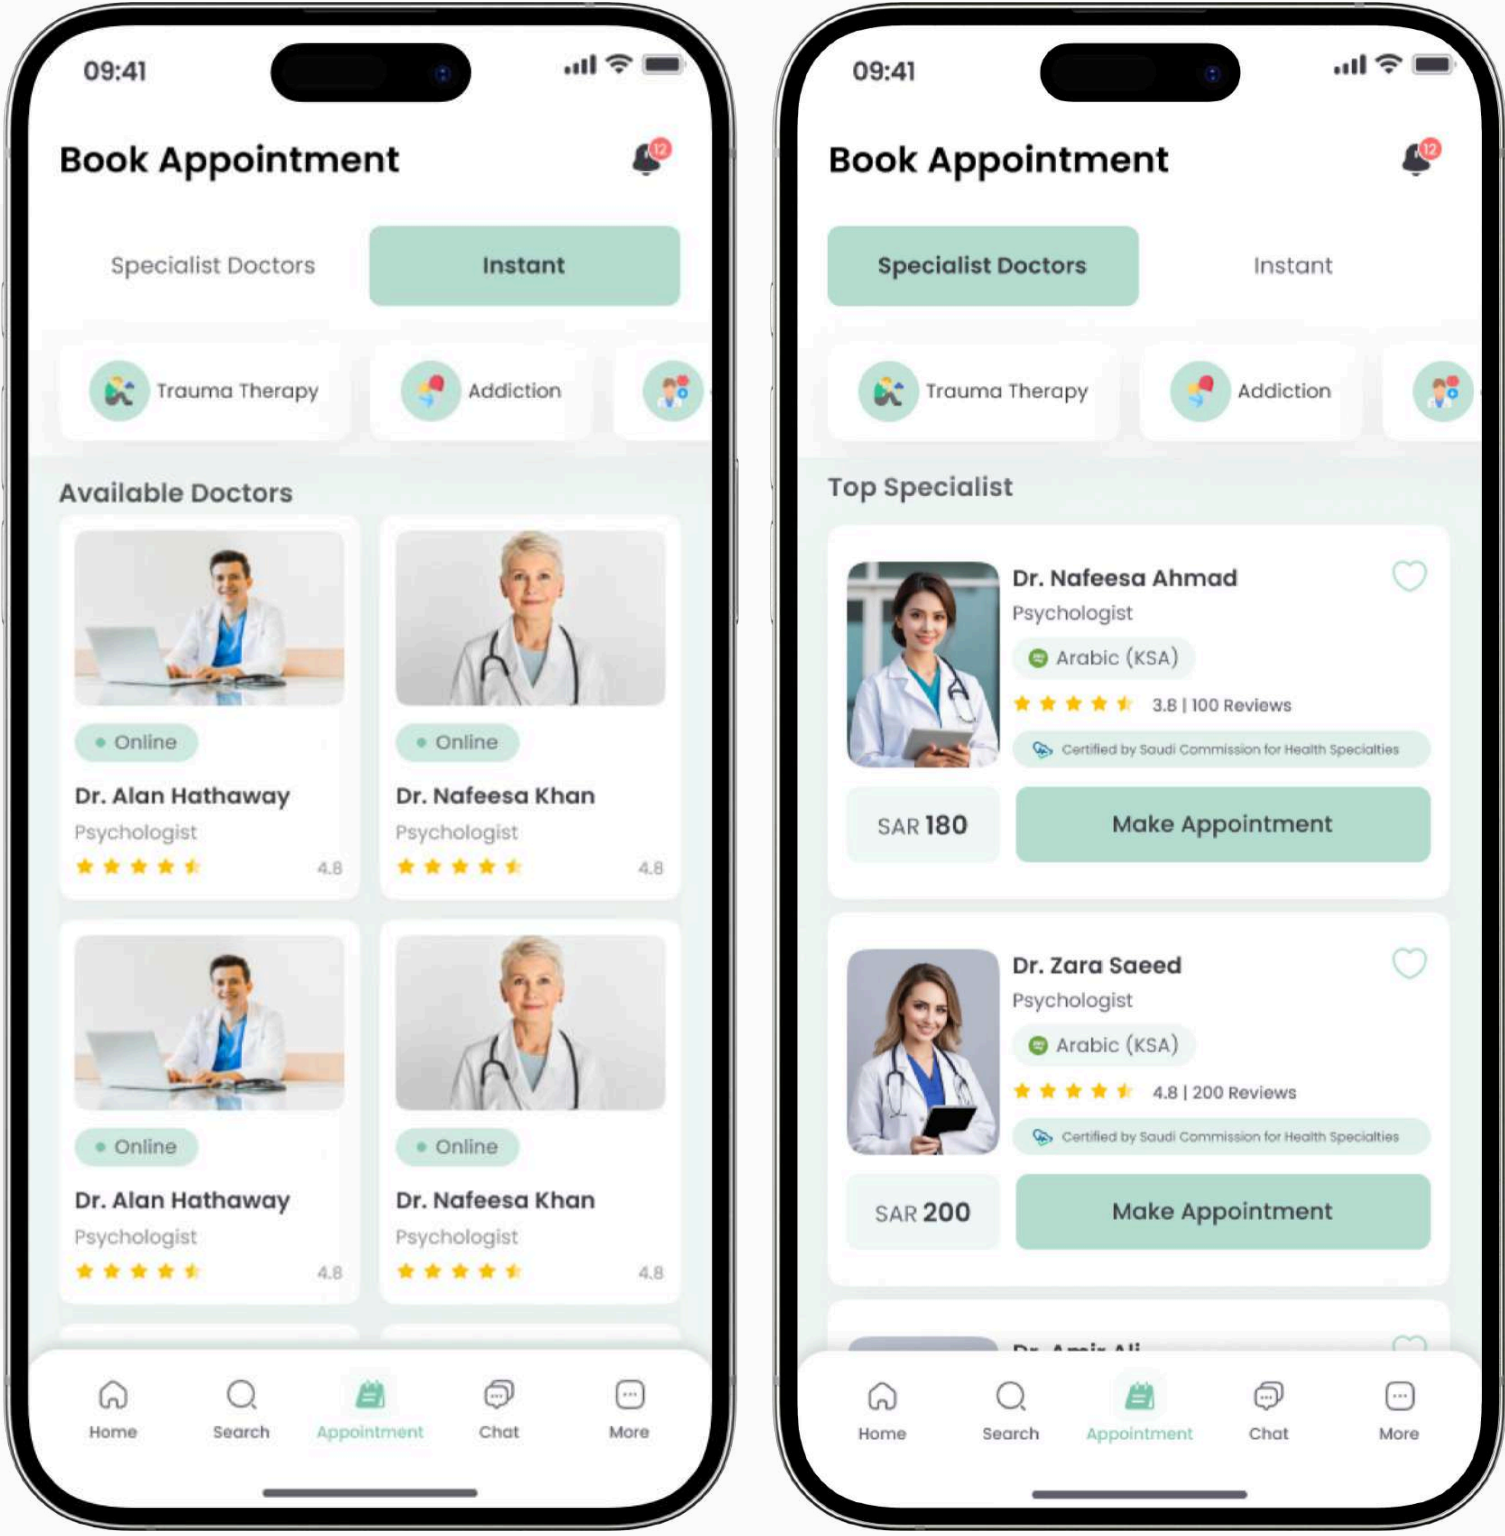 09:41
Book Appointment
12
Specialist Doctors
Instant
Trauma Therapy
Addiction
Available Doctors
Online
Dr. Alan Hathaway
Psychologist
4.8
Online
Dr. Nafeesa Khan
Psychologist
4.8
Online
Dr. Alan Hathaway
Psychologist
4.8
Online
Dr. Nafeesa Khan
Psychologist
4.8
Home
Search
Appointment
Chat
More
09:41
Book Appointment
12
Specialist Doctors
Instant
Trauma Therapy
Addiction
Top Specialist
Dr. Nafeesa Ahmad
Psychologist
Arabic (KSA)
3.8 | 100 Reviews
Certified by Saudi Commission for Health Specialties
SAR 180
Make Appointment
Dr. Zara Saeed
Psychologist
Arabic (KSA)
4.8 | 200 Reviews
Certified by Saudi Commission for Health Specialties
SAR 200
Make Appointment
Dr. Amir Ali
Home
Search
Appointment
Chat
More